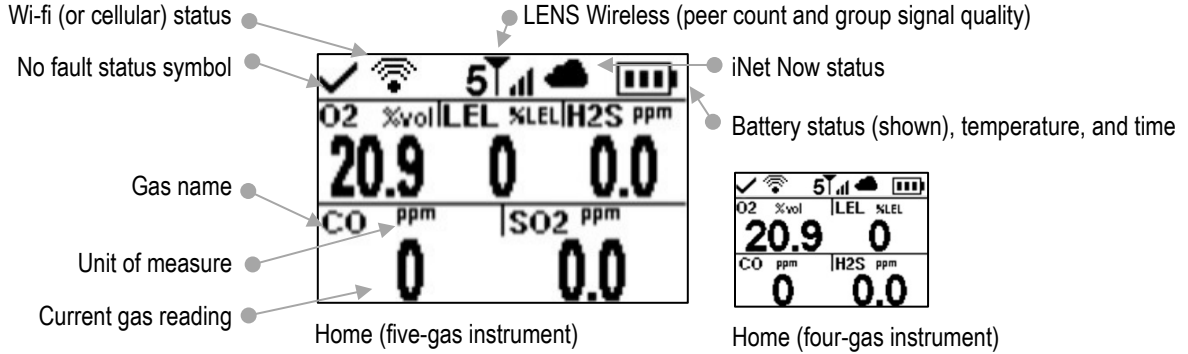 Wi-fi (or cellular) status
LENS Wireless (peer count and group signal quality)
No fault status symbol
iNet Now status
Battery status (shown), temperature, and time
5
O2 %vol LEL %LEL H2S ppm
20.9 0 0.0
CO ppm SO2 ppm
0 0.0
Gas name
Unit of measure
Current gas reading
Home (five-gas instrument)
5
O2 %vol LEL %LEL
20.9 0
CO ppm H2S ppm
0 0.0
Home (four-gas instrument)